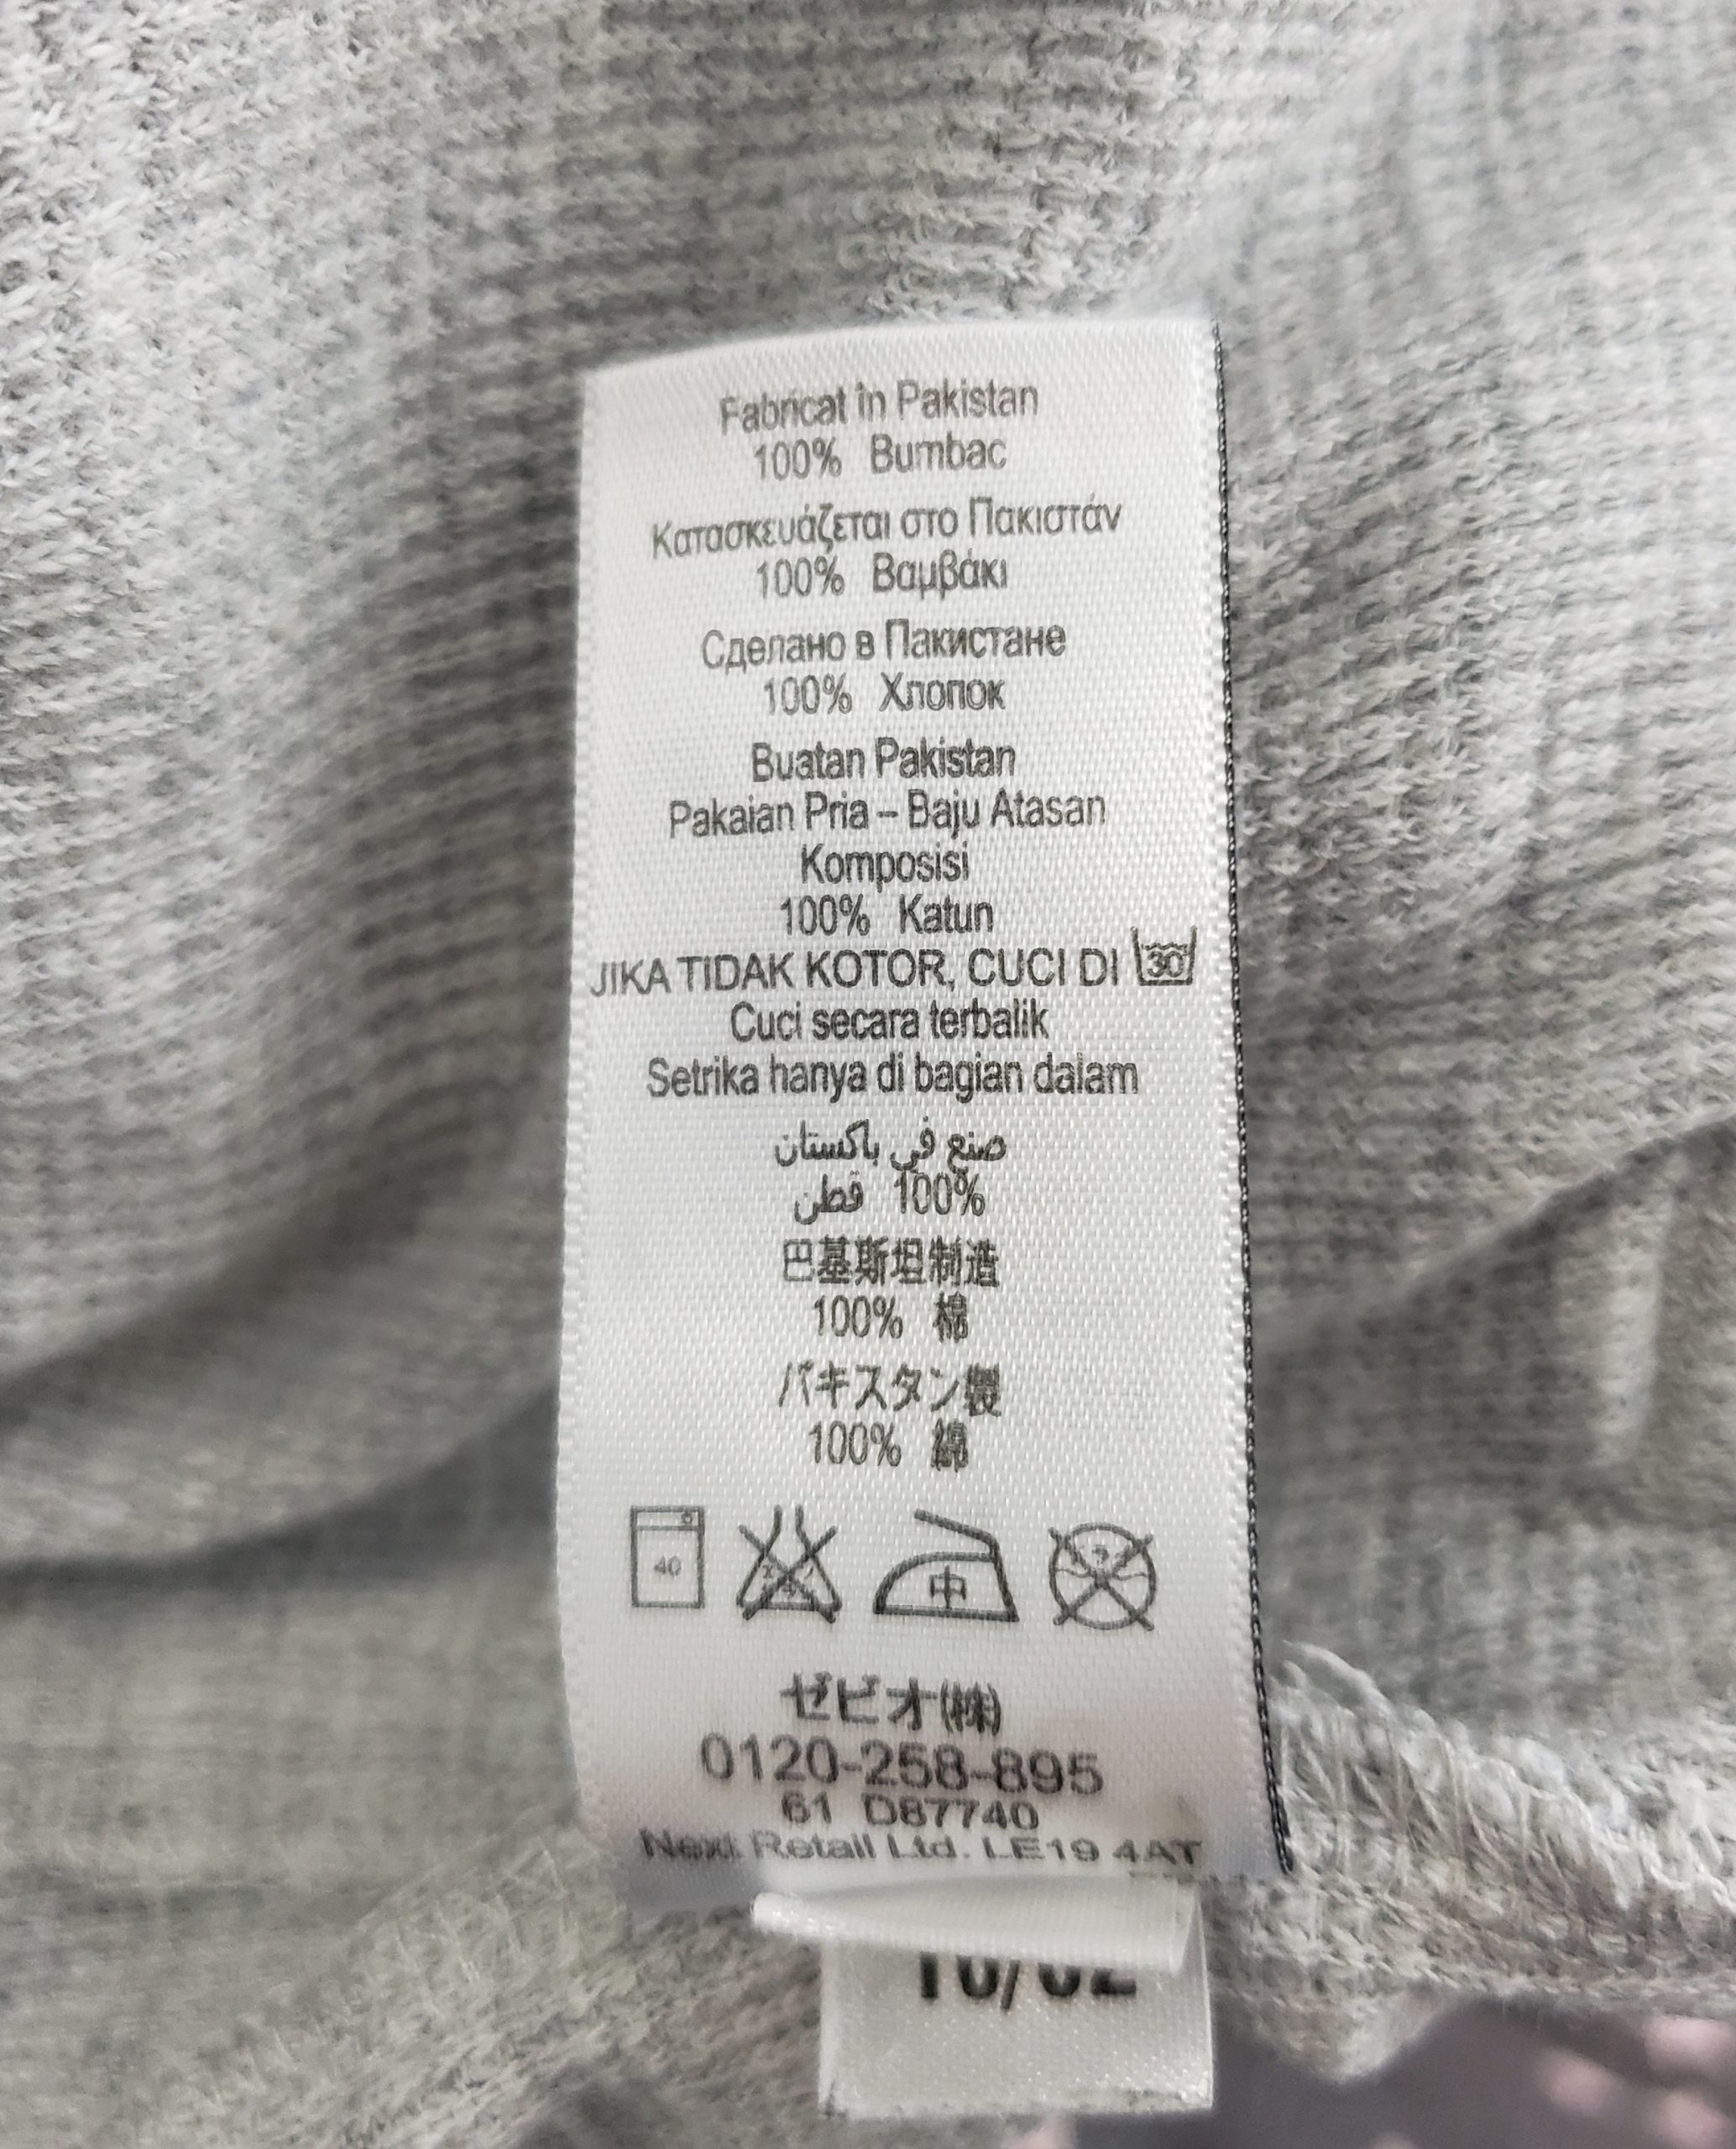 Fabricat în Pakistan
100% Bumbac
Κατασκευάζεται στο Πακιστάν
100% Βαμβάκι
Сделано в Пакистане
100% Хлопок
Buatan Pakistan
Pakaian Pria – Baju Atasan
Komposisi
100% Katun
JIKA TIDAK KOTOR, CUCI DI 30
Cuci secara terbalik
Setrika hanya di bagian dalam
صنع في باكستان
100% قطن
巴基斯坦制造
100% 棉
パキスタン製
100% 綿
40 中
ゼビオ(株)
0120-258-895
61 D87740
Next Retail Ltd. LE19 4AT